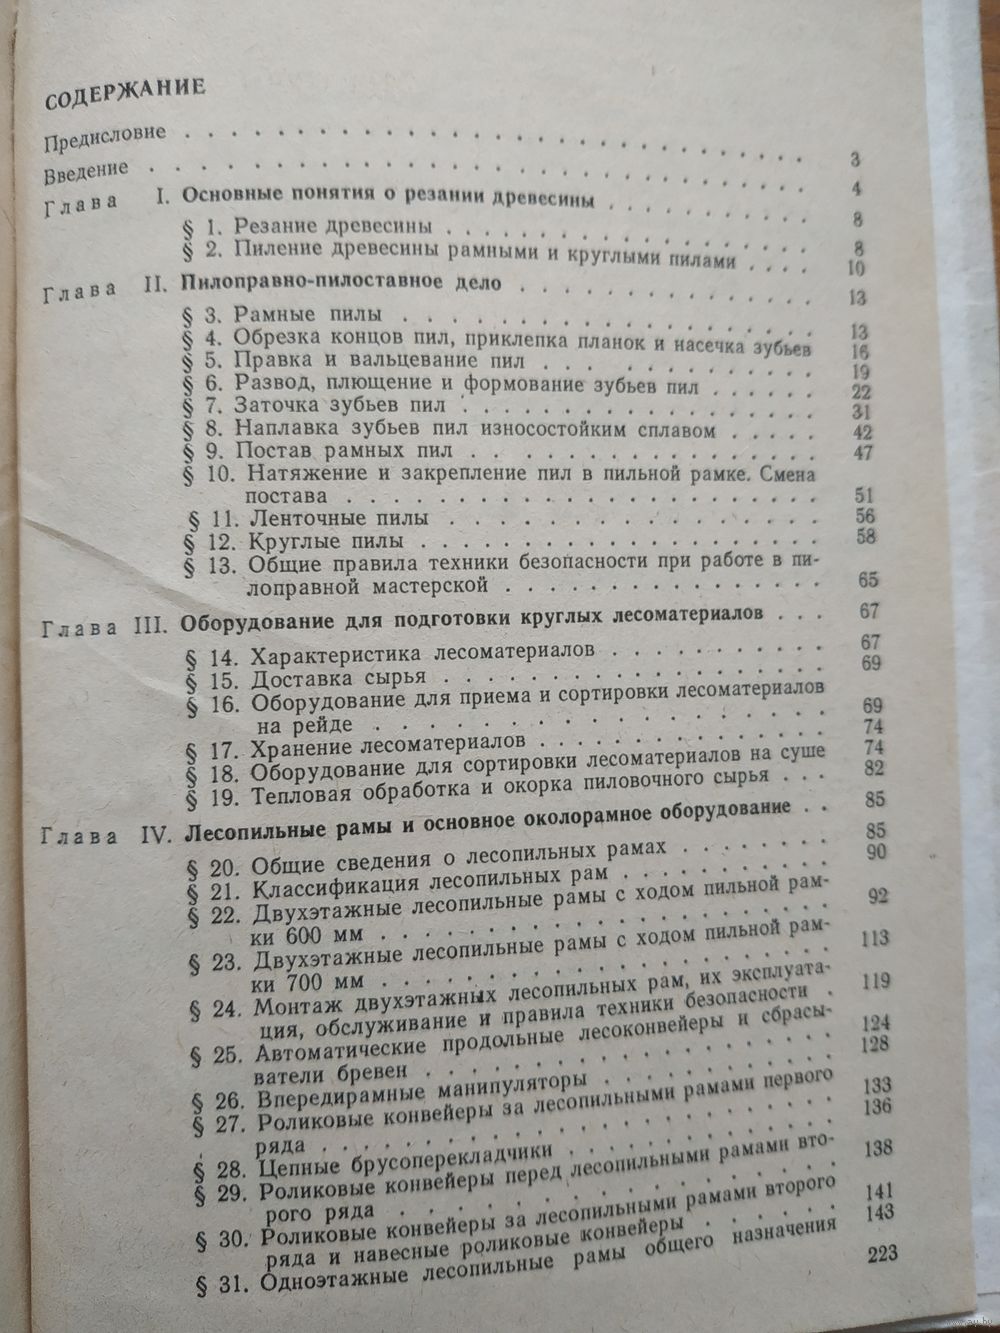 СОДЕРЖАНИЕ
Предисловие . . . . . . . . . . . . . . . . . . . . 3
Введение . . . . . . . . . . . . . . . . . . . . 4
Глава I. Основные понятия о резании древесины . . . . . . . 8
§ 1. Резание древесины . . . . . . . . . . . . . 8
§ 2. Пиление древесины рамными и круглыми пилами . . . . 10
Глава II. Пилоправно-пилоставное дело . . . . . . . . . . 13
§ 3. Рамные пилы . . . . . . . . . . . . . . . 13
§ 4. Обрезка концов пил, приклепка планок и насечка зубьев 16
§ 5. Правка и вальцевание пил . . . . . . . . . . . 19
§ 6. Развод, плющение и формование зубьев пил . . . . . . 22
§ 7. Заточка зубьев пил . . . . . . . . . . . . . 31
§ 8. Наплавка зубьев пил износостойким сплавом . . . . . 42
§ 9. Постав рамных пил . . . . . . . . . . . . . 47
§ 10. Натяжение и закрепление пил в пильной рамке. Смена
постава . . . . . . . . . . . . . . . . . . 51
§ 11. Ленточные пилы . . . . . . . . . . . . . . 56
§ 12. Круглые пилы . . . . . . . . . . . . . . . 58
§ 13. Общие правила техники безопасности при работе в пи-
лоправной мастерской . . . . . . . . . . . . 65
Глава III. Оборудование для подготовки круглых лесоматериалов . . . 67
§ 14. Характеристика лесоматериалов . . . . . . . . . 67
§ 15. Доставка сырья . . . . . . . . . . . . . . 69
§ 16. Оборудование для приема и сортировки лесоматериалов
на рейде . . . . . . . . . . . . . . . . . 69
§ 17. Хранение лесоматериалов . . . . . . . . . . . 74
§ 18. Оборудование для сортировки лесоматериалов на суше 74
§ 19. Тепловая обработка и окорка пиловочного сырья . . . 82
Глава IV. Лесопильные рамы и основное околорамное оборудование . . 85
§ 20. Общие сведения о лесопильных рамах . . . . . . . 85
§ 21. Классификация лесопильных рам . . . . . . . . . 90
§ 22. Двухэтажные лесопильные рамы с ходом пильной рам-
ки 600 мм . . . . . . . . . . . . . . . . . 92
§ 23. Двухэтажные лесопильные рамы с ходом пильной рам-
ки 700 мм . . . . . . . . . . . . . . . . . 113
§ 24. Монтаж двухэтажных лесопильных рам, их эксплуата-
ция, обслуживание и правила техники безопасности . 119
§ 25. Автоматические продольные лесоконвейеры и сбрасы-
ватели бревен . . . . . . . . . . . . . . . 124
§ 26. Впередирамные манипуляторы . . . . . . . . . . 128
§ 27. Роликовые конвейеры за лесопильными рамами первого
ряда . . . . . . . . . . . . . . . . . . . 133
§ 28. Цепные брусоперекладчики . . . . . . . . . . . 136
§ 29. Роликовые конвейеры перед лесопильными рамами вто-
рого ряда . . . . . . . . . . . . . . . . . 138
§ 30. Роликовые конвейеры за лесопильными рамами второго
ряда и навесные роликовые конвейеры . . . . . . 141
§ 31. Одноэтажные лесопильные рамы общего назначения 143
223